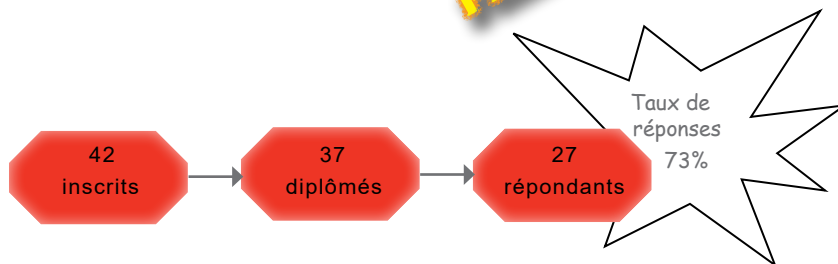 42
inscrits
37
diplômés
27
répondants
Taux de
réponses
73%